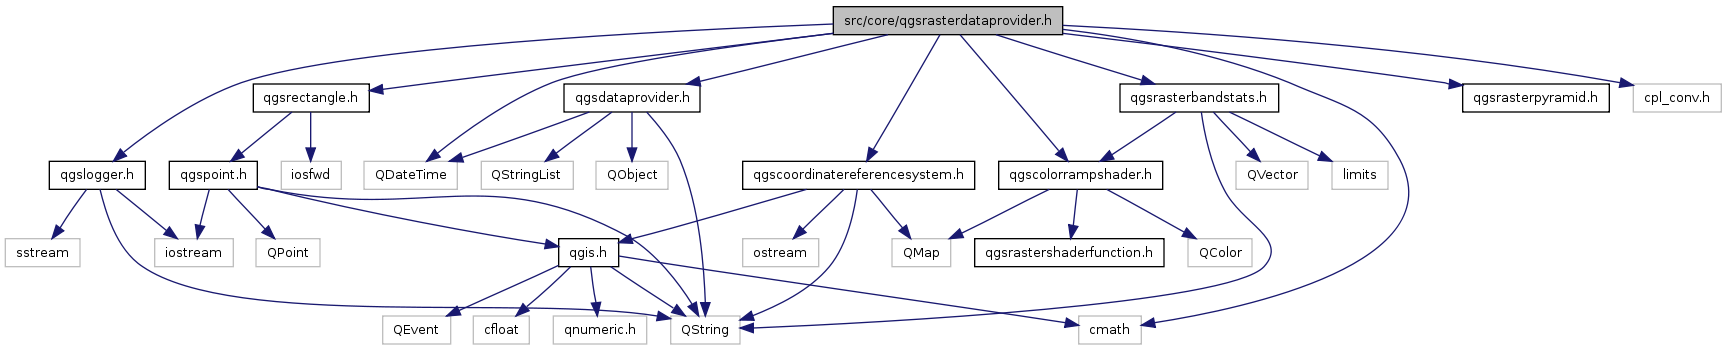 src/core/qgsrasterdataprovider.h
qgsrectangle.h
qgsdataprovider.h
qgsrasterbandstats.h
qgsrasterpyramid.h
cpl_conv.h
qgslogger.h
qgspoint.h
iosfwd
QDateTime
QStringList
QObject
qgscoordinatereferencesystem.h
qgscolorrampshader.h
QVector
limits
sstream
iostream
QPoint
qgis.h
ostream
QMap
qgsrastershaderfunction.h
QColor
QEvent
cfloat
qnumeric.h
QString
cmath